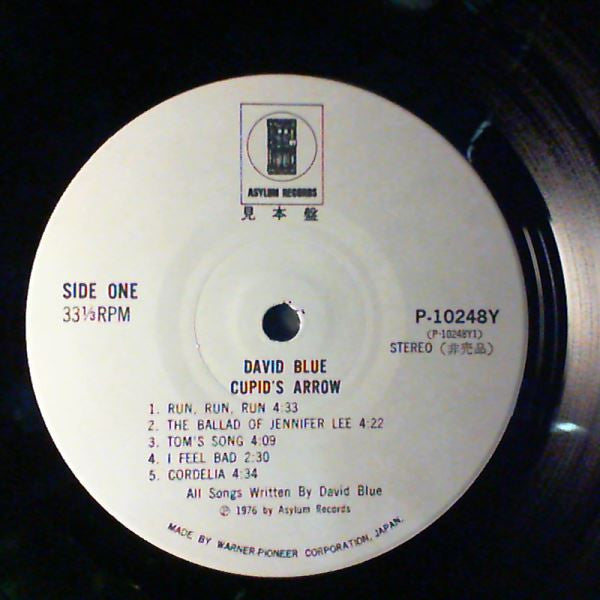 ASYLUM RECORDS
見本盤
SIDE ONE
33⅓RPM
P-10248Y
(P-10248Y1)
STEREO (非売品)
DAVID BLUE
CUPID'S ARROW
1. RUN, RUN, RUN 4:33
2. THE BALLAD OF JENNIFER LEE 4:22
3. TOM'S SONG 4:09
4. I FEEL BAD 2:30
5. CORDELIA 4:34
All Songs Written By David Blue
℗ 1976 by Asylum Records
MADE BY WARNER-PIONEER CORPORATION, JAPAN.